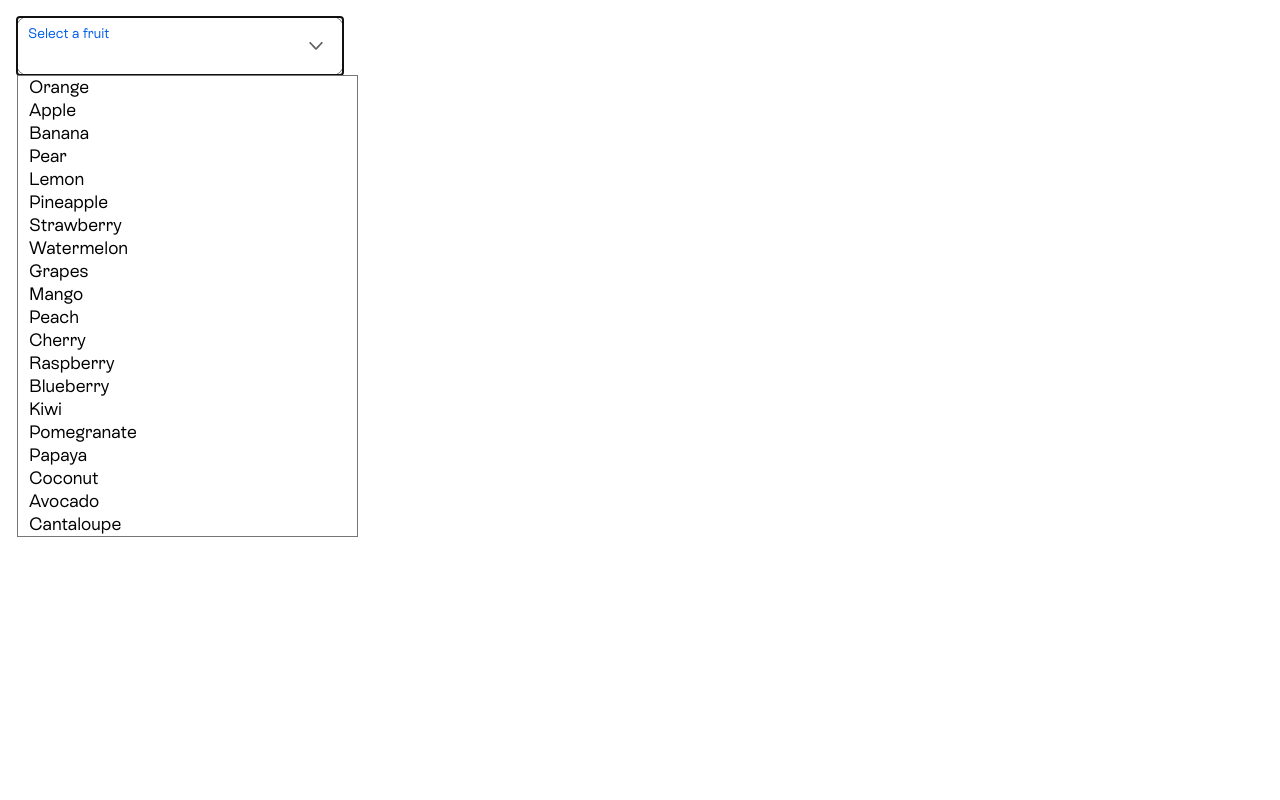 Select a fruit
Orange
Apple
Banana
Pear
Lemon
Pineapple
Strawberry
Watermelon
Grapes
Mango
Peach
Cherry
Raspberry
Blueberry
Kiwi
Pomegranate
Papaya
Coconut
Avocado
Cantaloupe